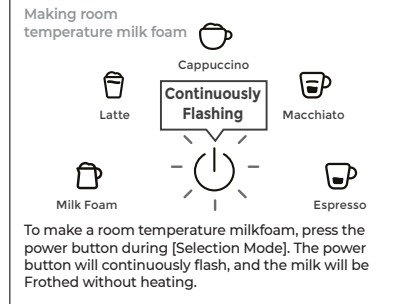 Making room
temperature milk foam
Cappuccino
Latte
Continuously
Flashing
Macchiato
Milk Foam
Espresso
To make a room temperature milkfoam, press the
power button during [Selection Mode]. The power
button will continuously flash, and the milk will be
Frothed without heating.